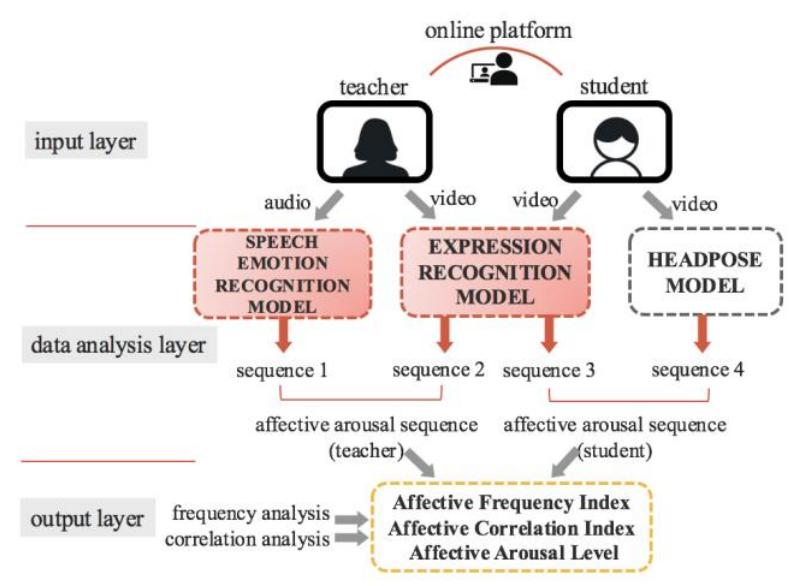 online platform
teacher
student
input layer
audio
video
video
video
SPEECH
EMOTION
RECOGNITION
MODEL
EXPRESSION
RECOGNITION
MODEL
HEADPOSE
MODEL
data analysis layer
sequence 1
sequence 2
sequence 3
sequence 4
affective arousal sequence
(teacher)
affective arousal sequence
(student)
output layer
frequency analysis
correlation analysis
Affective Frequency Index
Affective Correlation Index
Affective Arousal Level